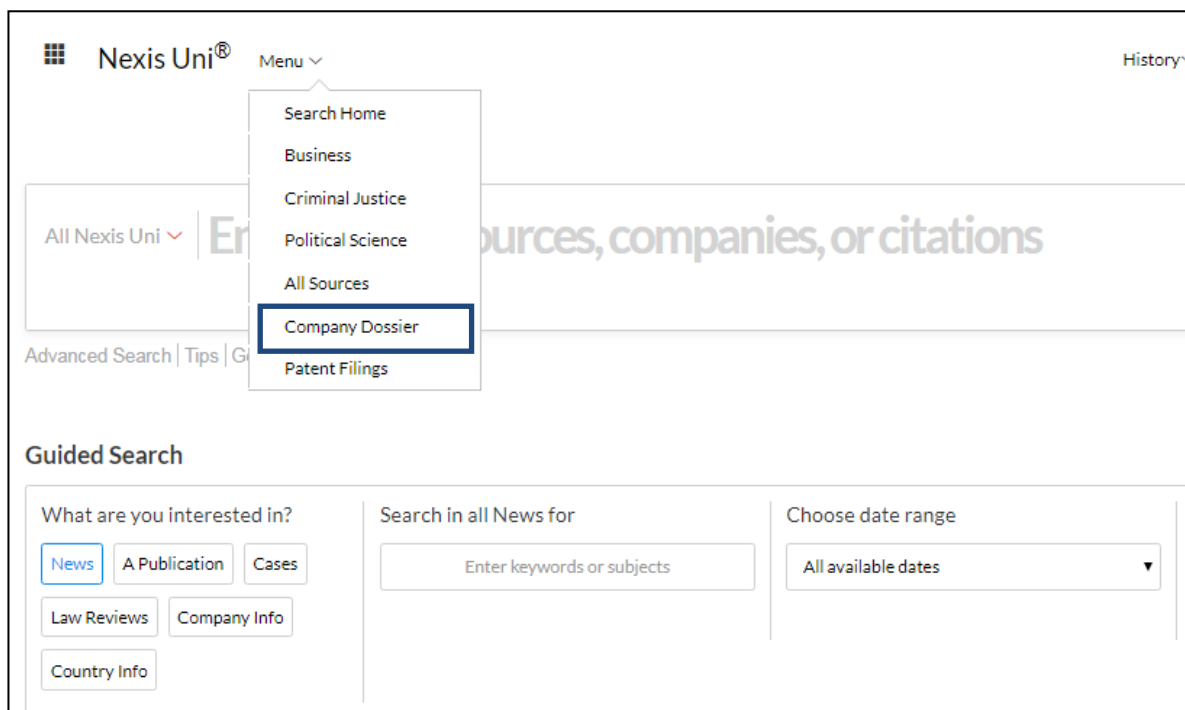 Nexis Uni® Menu History
Search Home
Business
Criminal Justice
Political Science
All Sources
Company Dossier
Patent Filings
All Nexis Uni ources, companies, or citations
Advanced Search | Tips |
Guided Search
What are you interested in?
News A Publication Cases
Law Reviews Company Info
Country Info
Search in all News for
Enter keywords or subjects
Choose date range
All available dates